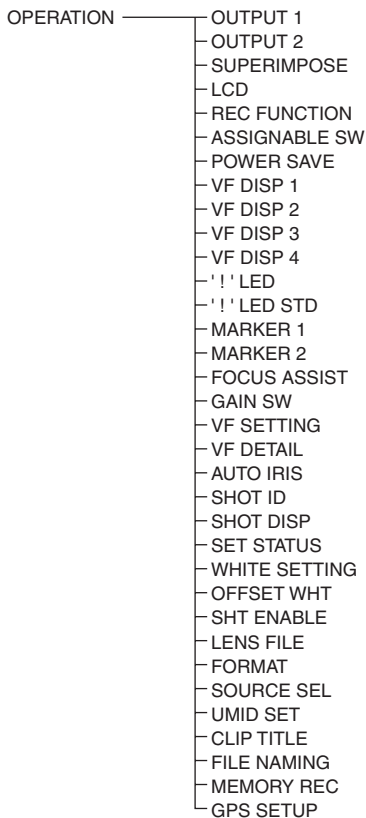 OPERATION OUTPUT 1
OUTPUT 2
SUPERIMPOSE
LCD
REC FUNCTION
ASSIGNABLE SW
POWER SAVE
VF DISP 1
VF DISP 2
VF DISP 3
VF DISP 4
' ! ' LED
' ! ' LED STD
MARKER 1
MARKER 2
FOCUS ASSIST
GAIN SW
VF SETTING
VF DETAIL
AUTO IRIS
SHOT ID
SHOT DISP
SET STATUS
WHITE SETTING
OFFSET WHT
SHT ENABLE
LENS FILE
FORMAT
SOURCE SEL
UMID SET
CLIP TITLE
FILE NAMING
MEMORY REC
GPS SETUP